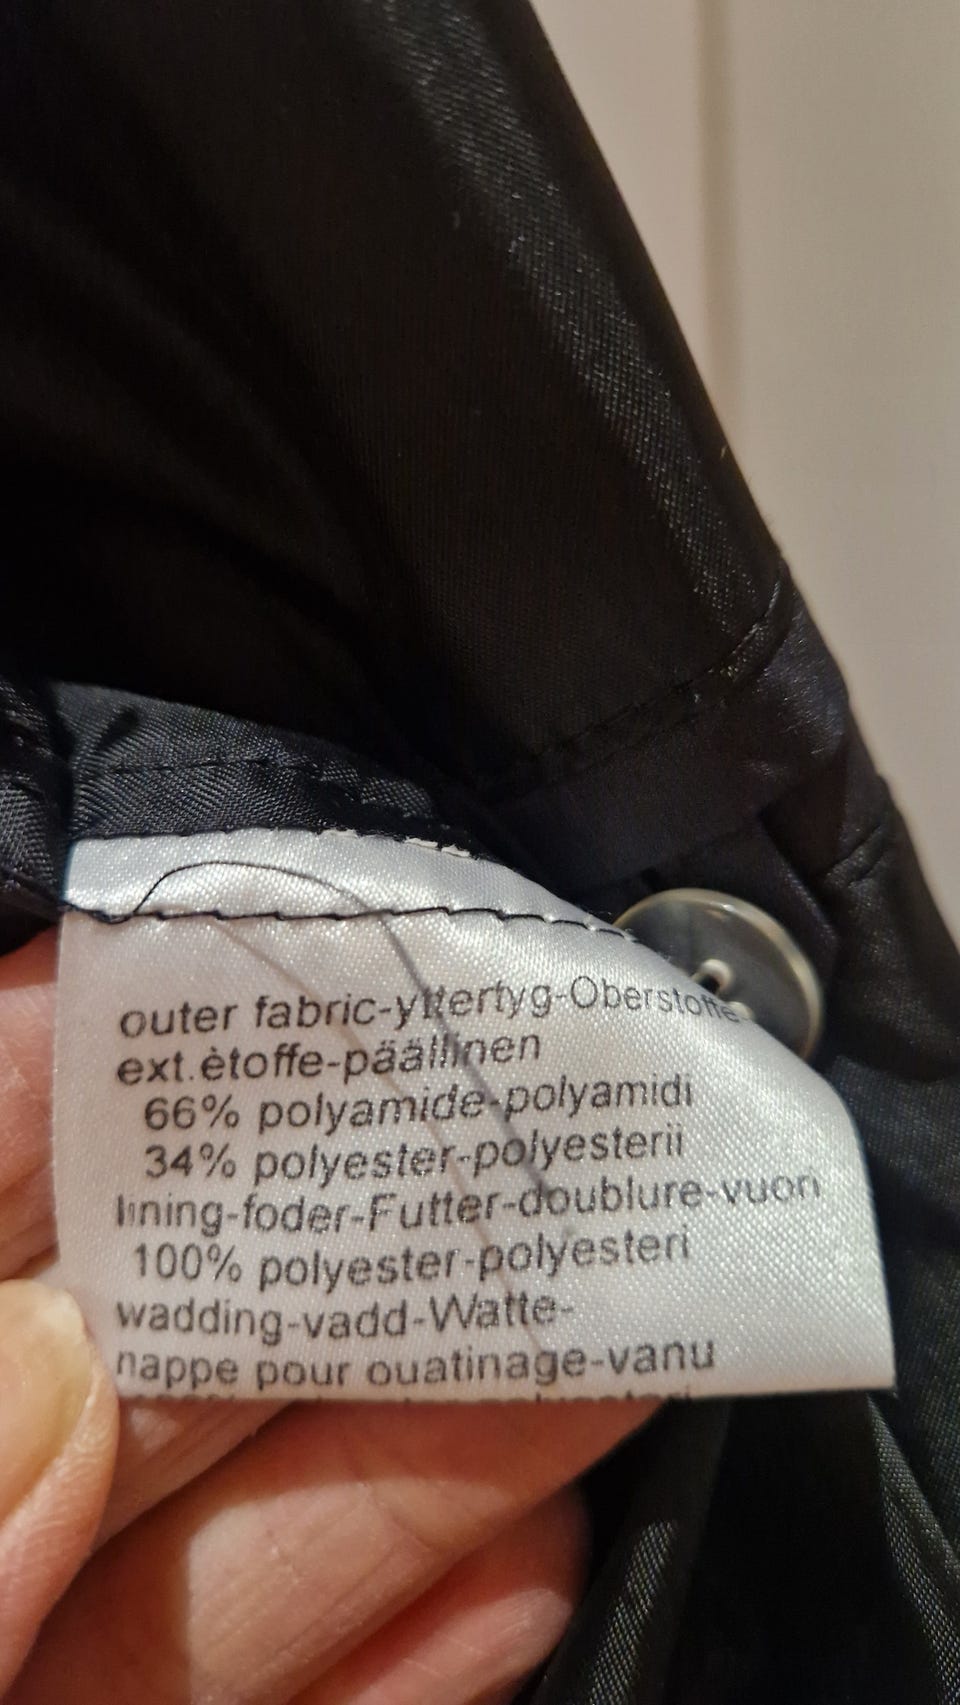 outer fabric-yttertyg-Oberstoffe-
ext.ètoffe-päällinen
66% polyamide-polyamidi
34% polyester-polyesterii
lining-foder-Futter-doublure-vuori
100% polyester-polyesteri
wadding-vadd-Watte-
nappe pour ouatinage-vanu